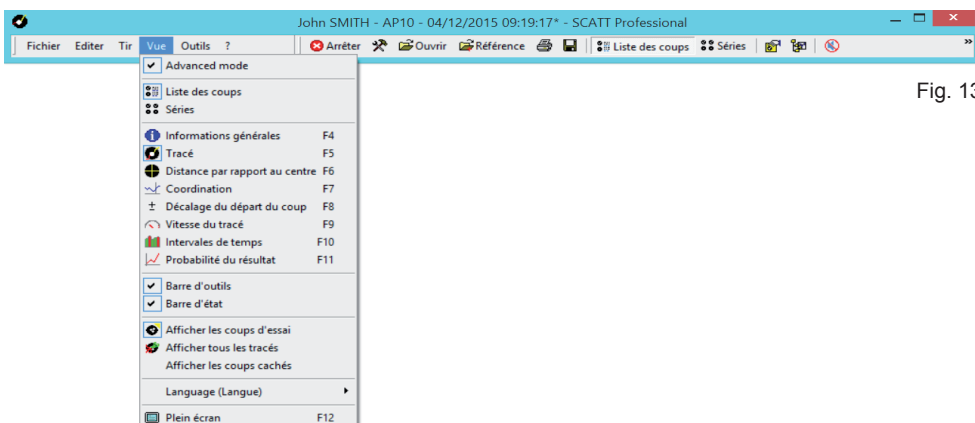 John SMITH - AP10 - 04/12/2015 09:19:17* - SCATT Professional
Fichier Editer Tir Vue Outils ? Arrêter Ouvrir Référence Liste des coups Séries »
Advanced mode
Fig. 13
Liste des coups
Séries
Informations générales F4
Tracé F5
Distance par rapport au centre F6
Coordination F7
± Décalage du départ du coup F8
Vitesse du tracé F9
Intervales de temps F10
Probabilité du résultat F11
Barre d'outils
Barre d'état
Afficher les coups d'essai
Afficher tous les tracés
Afficher les coups cachés
Language (Langue)
Plein écran F12